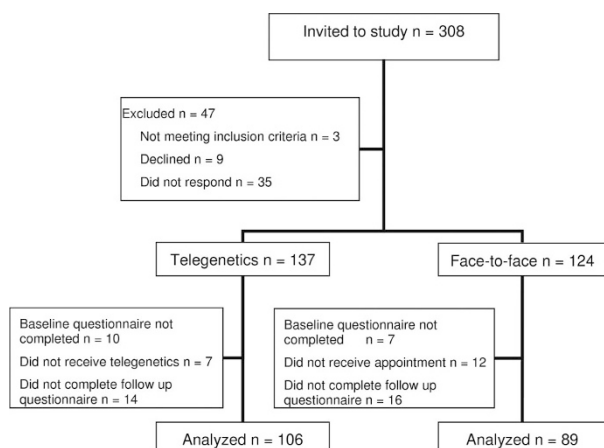 Invited to study n = 308
Excluded n = 47
Not meeting inclusion criteria n = 3
Declined n = 9
Did not respond n = 35
Telegenetics n = 137
Face-to-face n = 124
Baseline questionnaire not
completed n = 10
Did not receive telegenetics n = 7
Did not complete follow up
questionnaire n = 14
Baseline questionnaire not
completed n = 7
Did not receive appointment n = 12
Did not complete follow up
questionnaire n = 16
Analyzed n = 106
Analyzed n = 89